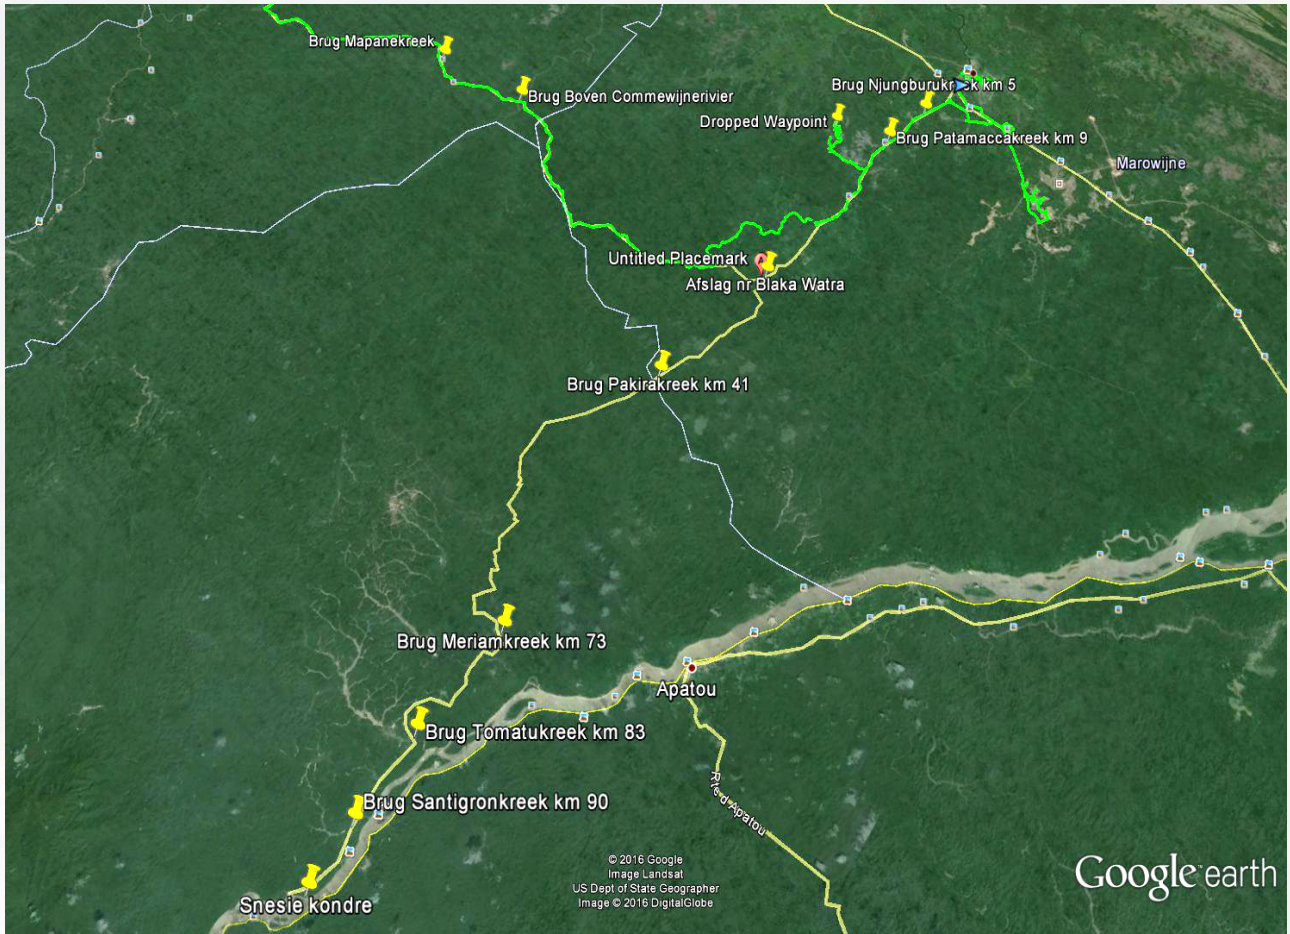 Brug Mapanekreek
Brug Boven Commewijnerivier
Brug Njungburukreek km 5
Dropped Waypoint
Brug Patamaccakreek km 9
Marowijne
Untitled Placemark
Afslag nr Blaka Watra
Brug Pakirakreek km 41
Brug Meriamkreek km 73
Apatou
Brug Tomatukreek km 83
Rte d Apatou
Brug Santigronkreek km 90
Snesie kondre
© 2016 Google
Image Landsat
US Dept of State Geographer
Image © 2016 DigitalGlobe
Google earth